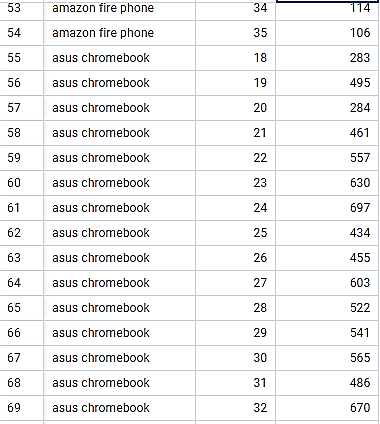 53 amazon fire phone 34 114
54 amazon fire phone 35 106
55 asus chromebook 18 283
56 asus chromebook 19 495
57 asus chromebook 20 284
58 asus chromebook 21 461
59 asus chromebook 22 557
60 asus chromebook 23 630
61 asus chromebook 24 697
62 asus chromebook 25 434
63 asus chromebook 26 455
64 asus chromebook 27 603
65 asus chromebook 28 522
66 asus chromebook 29 541
67 asus chromebook 30 565
68 asus chromebook 31 486
69 asus chromebook 32 670